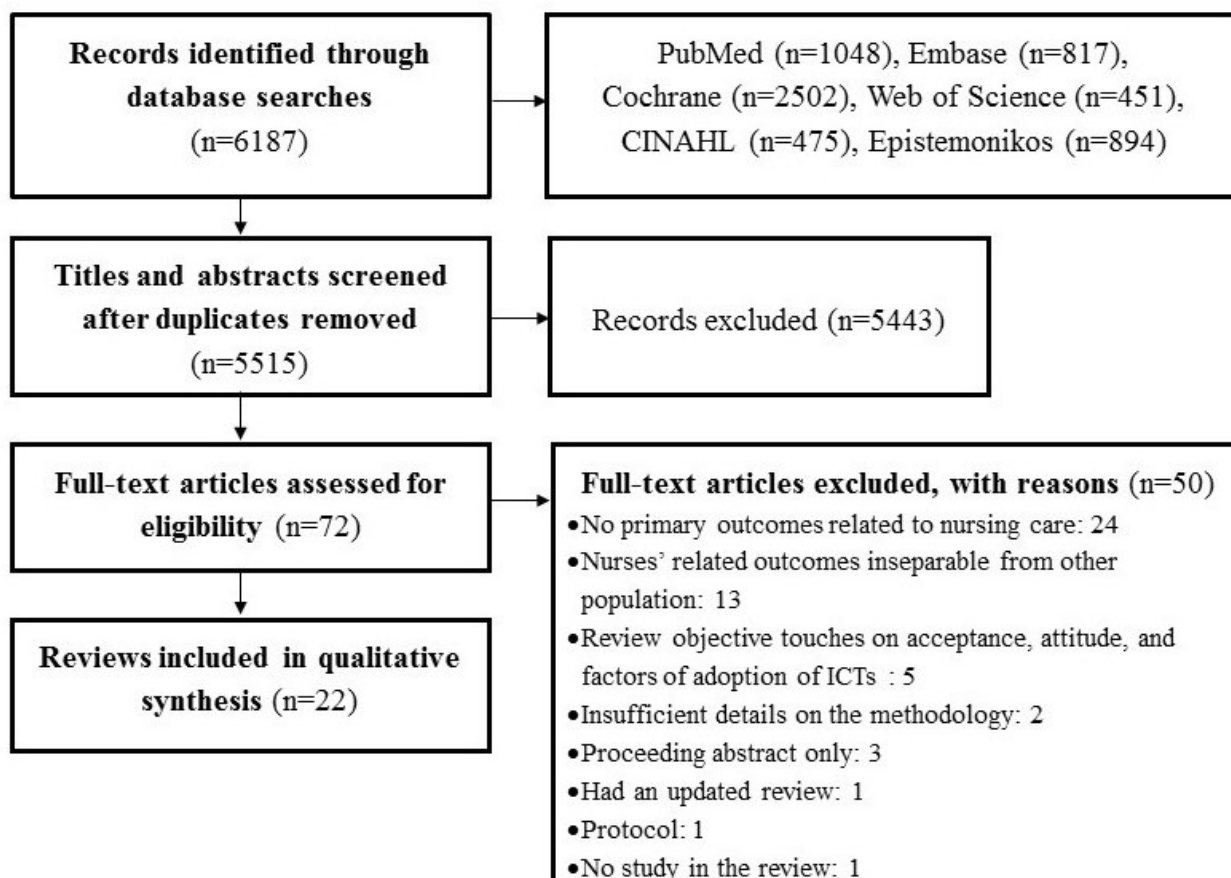 Records identified through
database searches
(n=6187)
PubMed (n=1048), Embase (n=817),
Cochrane (n=2502), Web of Science (n=451),
CINAHL (n=475), Epistemonikos (n=894)
Titles and abstracts screened
after duplicates removed
(n=5515)
Records excluded (n=5443)
Full-text articles assessed for
eligibility (n=72)
Full-text articles excluded, with reasons (n=50)
•No primary outcomes related to nursing care: 24
•Nurses’ related outcomes inseparable from other
population: 13
•Review objective touches on acceptance, attitude, and
factors of adoption of ICTs : 5
•Insufficient details on the methodology: 2
•Proceeding abstract only: 3
•Had an updated review: 1
•Protocol: 1
•No study in the review: 1
Reviews included in qualitative
synthesis (n=22)